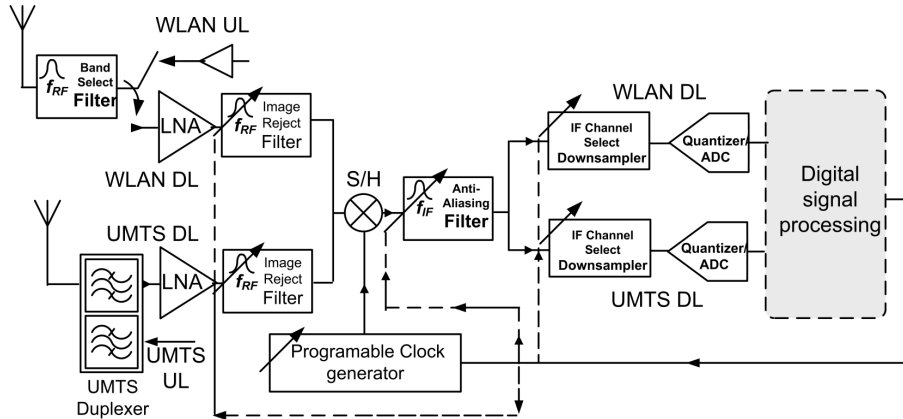 WLAN UL
Band
Select
Filter
fRF
LNA
WLAN DL
fRF
Image
Reject
Filter
S/H
fIF
Anti-
Aliasing
Filter
WLAN DL
IF Channel
Select
Downsampler
Quantizer/
ADC
Digital
signal
processing
UMTS DL
LNA
fRF
Image
Reject
Filter
IF Channel
Select
Downsampler
Quantizer/
ADC
UMTS DL
UMTS
UL
UMTS
Duplexer
Programable Clock
generator